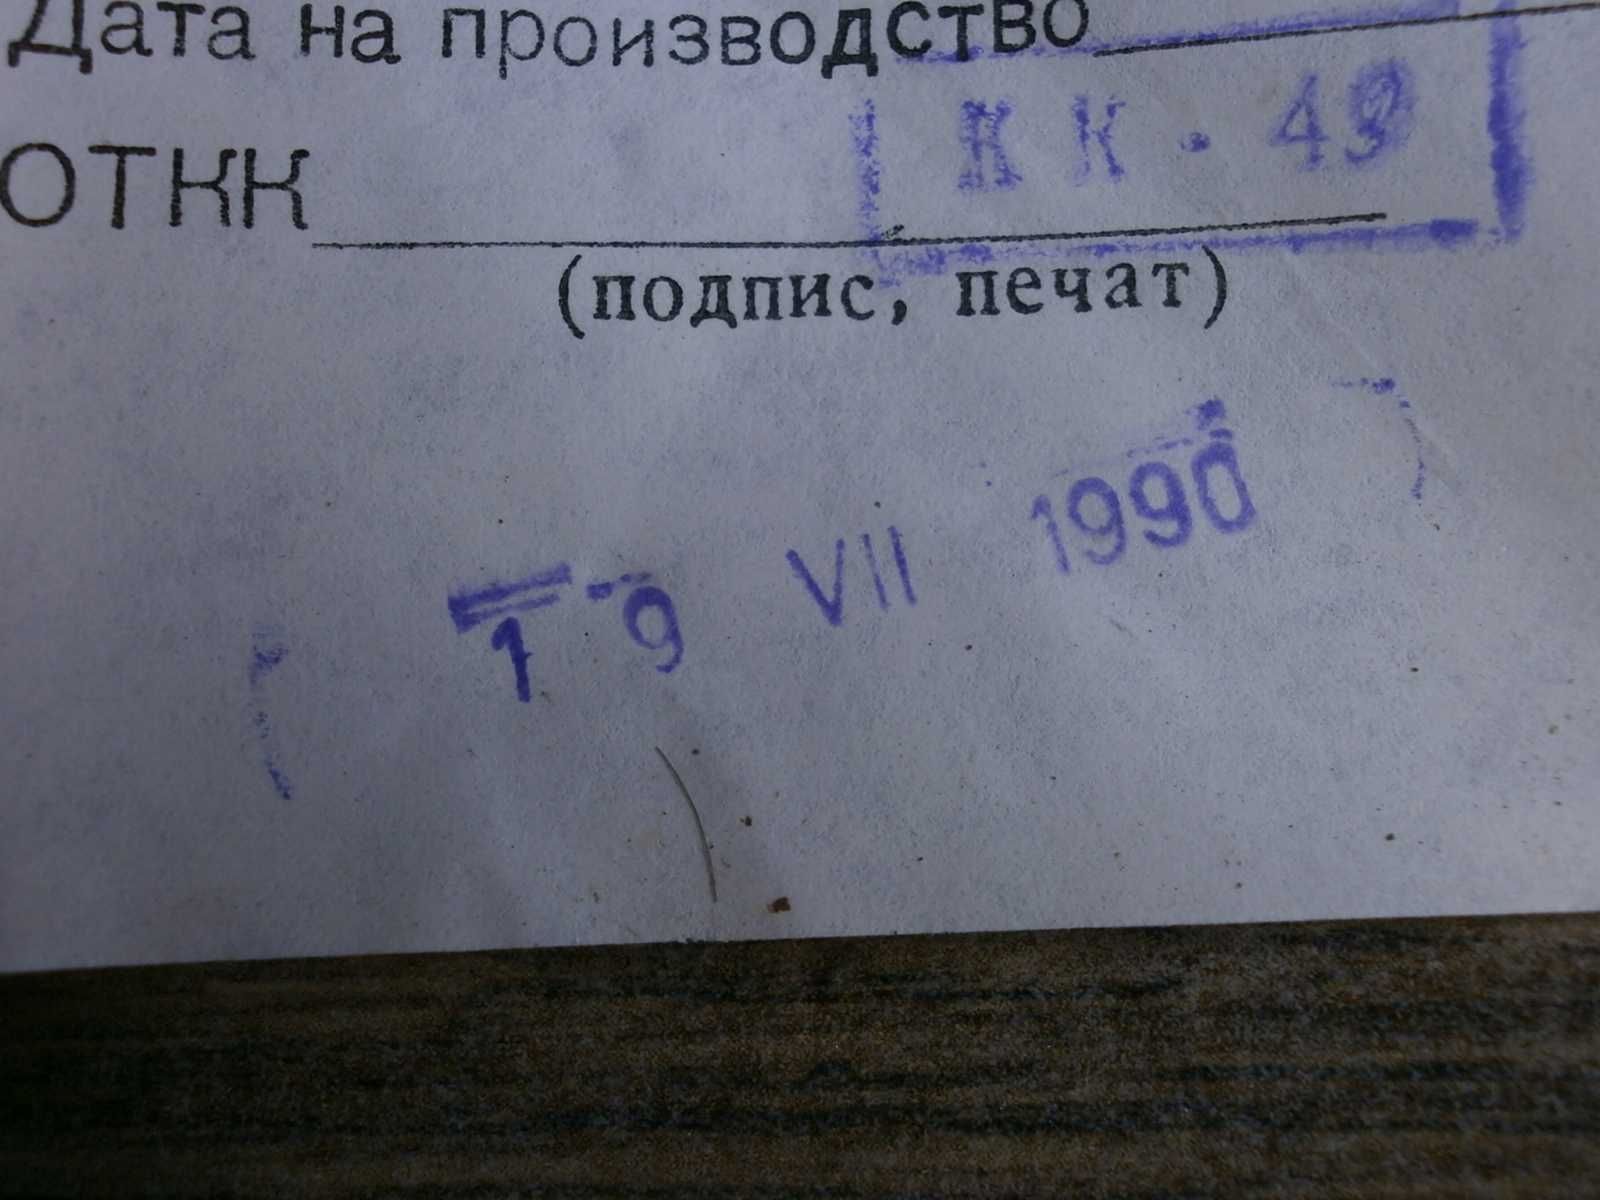 Дата на производство
КК · 49
ОТКК
(подпис, печат)
19 VII 1990